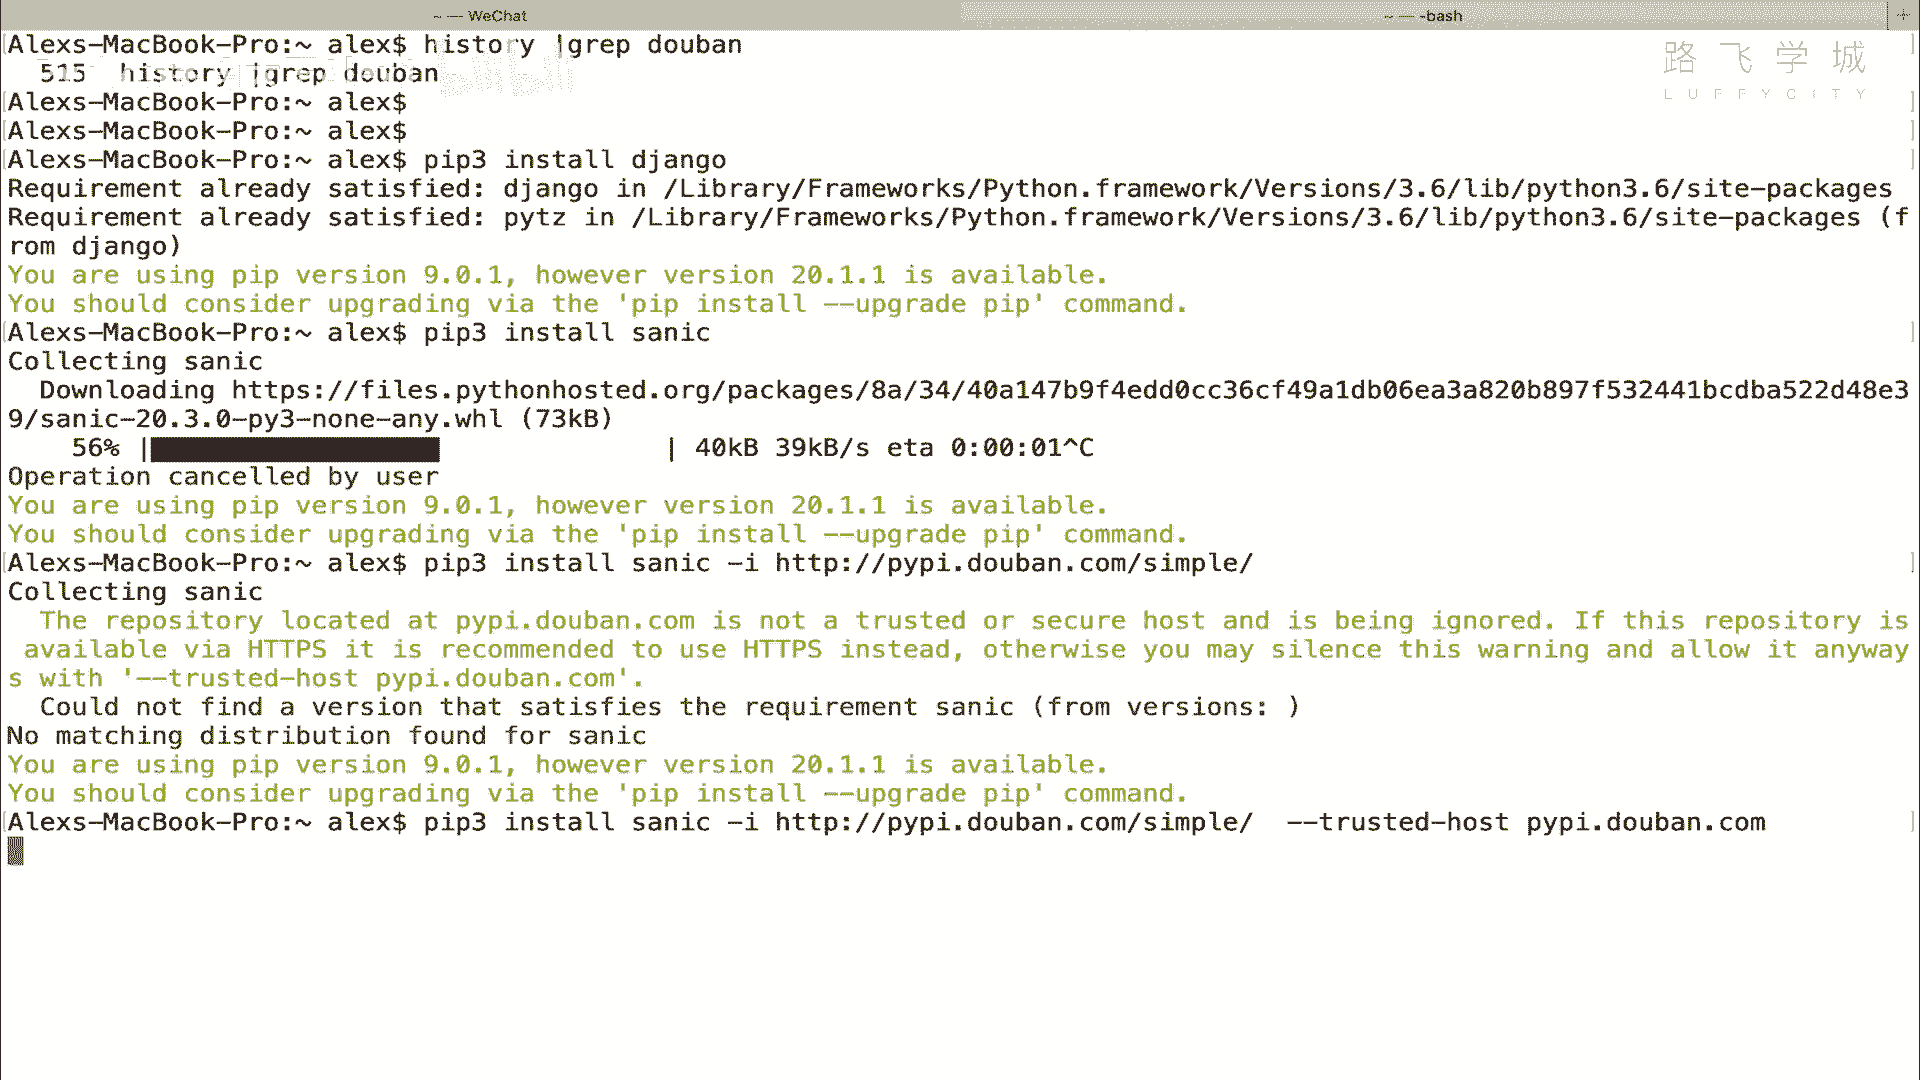 ~ — WeChat
~ — -bash
+
Alexs-MacBook-Pro:~ alex$ history |grep douban
515 history |grep douban
路飞学城
LUFFYCITY
Alexs-MacBook-Pro:~ alex$
Alexs-MacBook-Pro:~ alex$
Alexs-MacBook-Pro:~ alex$ pip3 install django
Requirement already satisfied: django in /Library/Frameworks/Python.framework/Versions/3.6/lib/python3.6/site-packages
Requirement already satisfied: pytz in /Library/Frameworks/Python.framework/Versions/3.6/lib/python3.6/site-packages (f
rom django)
You are using pip version 9.0.1, however version 20.1.1 is available.
You should consider upgrading via the 'pip install --upgrade pip' command.
Alexs-MacBook-Pro:~ alex$ pip3 install sanic
Collecting sanic
Downloading https://files.pythonhosted.org/packages/8a/34/40a147b9f4edd0cc36cf49a1db06ea3a820b897f532441bcdba522d48e3
9/sanic-20.3.0-py3-none-any.whl (73kB)
56% | | 40kB 39kB/s eta 0:00:01^C
Operation cancelled by user
You are using pip version 9.0.1, however version 20.1.1 is available.
You should consider upgrading via the 'pip install --upgrade pip' command.
Alexs-MacBook-Pro:~ alex$ pip3 install sanic -i http://pypi.douban.com/simple/
Collecting sanic
The repository located at pypi.douban.com is not a trusted or secure host and is being ignored. If this repository is
available via HTTPS it is recommended to use HTTPS instead, otherwise you may silence this warning and allow it anyway
s with '--trusted-host pypi.douban.com'.
Could not find a version that satisfies the requirement sanic (from versions: )
No matching distribution found for sanic
You are using pip version 9.0.1, however version 20.1.1 is available.
You should consider upgrading via the 'pip install --upgrade pip' command.
Alexs-MacBook-Pro:~ alex$ pip3 install sanic -i http://pypi.douban.com/simple/  --trusted-host pypi.douban.com